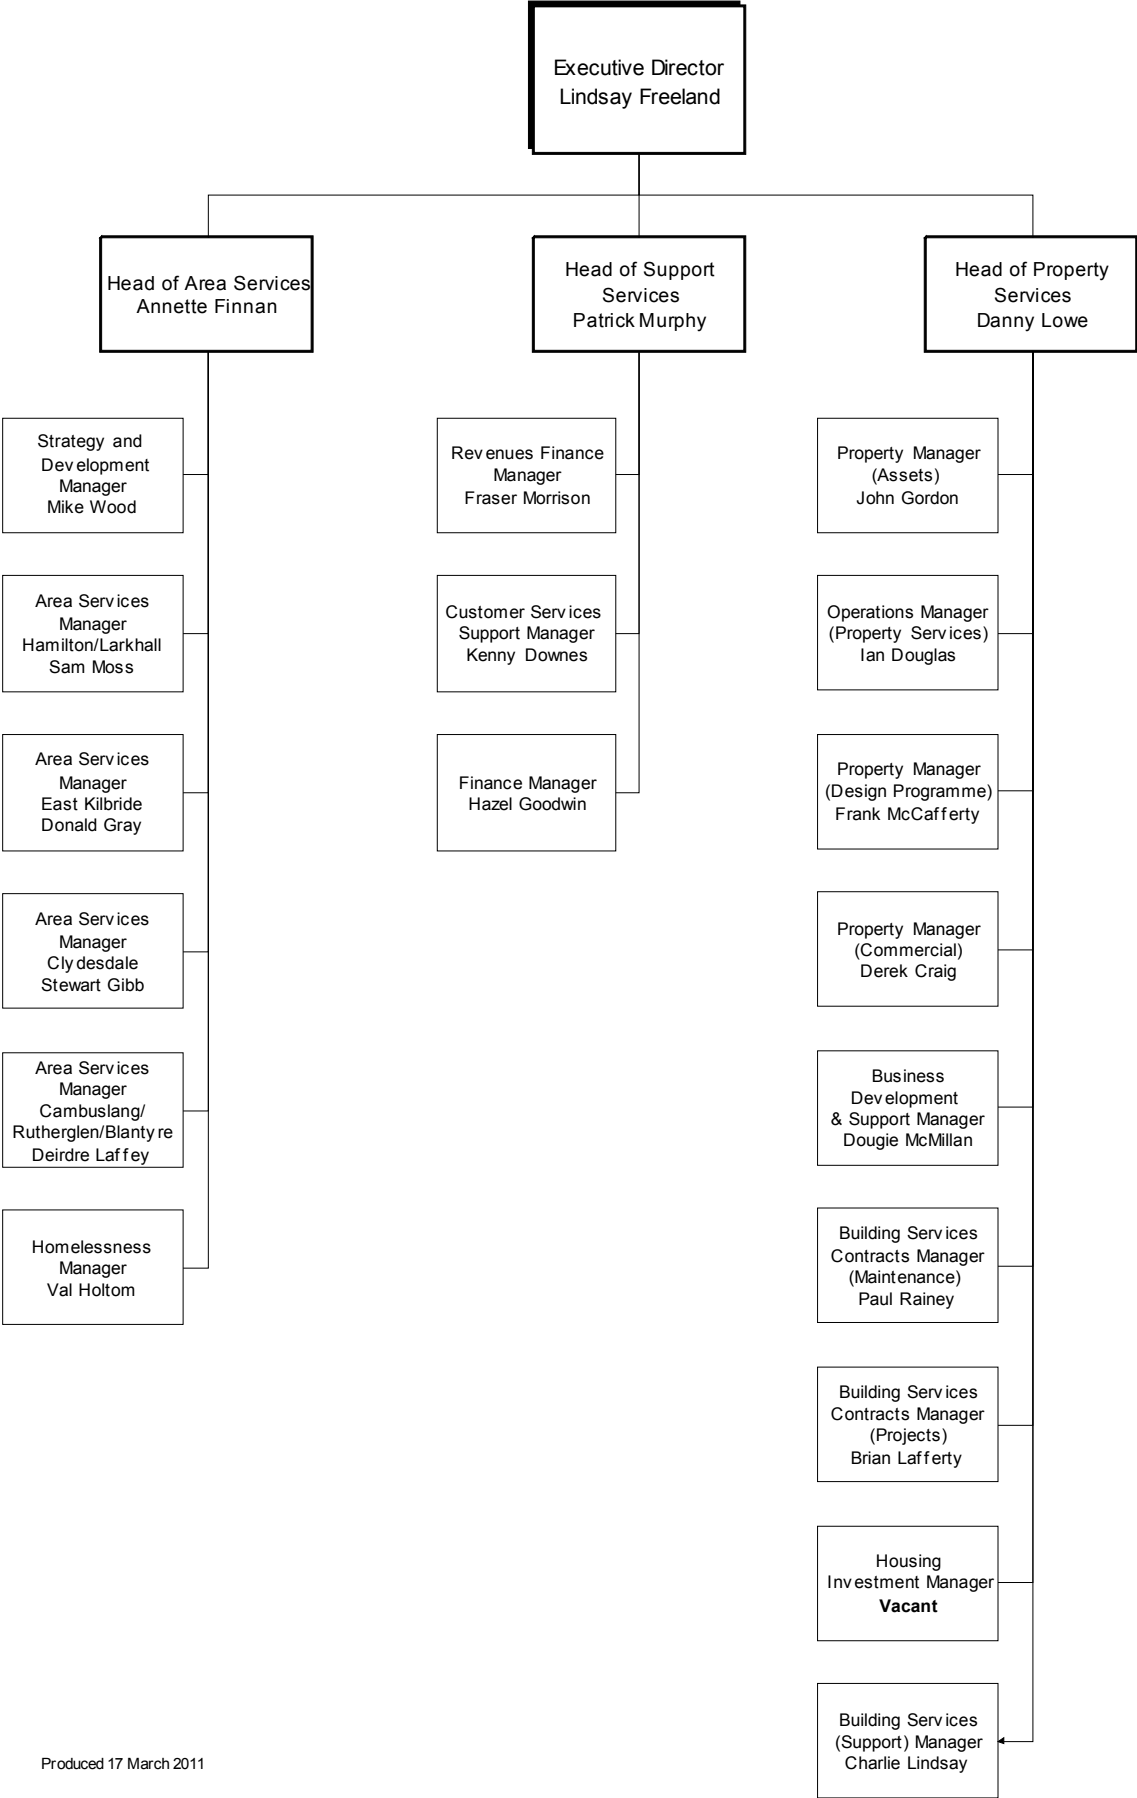 Executive Director
Lindsay Freeland
Head of Area Services
Annette Finnan
Head of Support
Services
Patrick Murphy
Head of Property
Services
Danny Lowe
Strategy and
Development
Manager
Mike Wood
Area Services
Manager
Hamilton/Larkhall
Sam Moss
Area Services
Manager
East Kilbride
Donald Gray
Area Services
Manager
Clydesdale
Stewart Gibb
Area Services
Manager
Cambuslang/
Rutherglen/Blantyre
Deirdre Laffey
Homelessness
Manager
Val Holtom
Revenues Finance
Manager
Fraser Morrison
Customer Services
Support Manager
Kenny Downes
Finance Manager
Hazel Goodwin
Property Manager
(Assets)
John Gordon
Operations Manager
(Property Services)
Ian Douglas
Property Manager
(Design Programme)
Frank McCafferty
Property Manager
(Commercial)
Derek Craig
Business
Development
& Support Manager
Dougie McMillan
Building Services
Contracts Manager
(Maintenance)
Paul Rainey
Building Services
Contracts Manager
(Projects)
Brian Lafferty
Housing
Investment Manager
Vacant
Building Services
(Support) Manager
Charlie Lindsay
Produced 17 March 2011